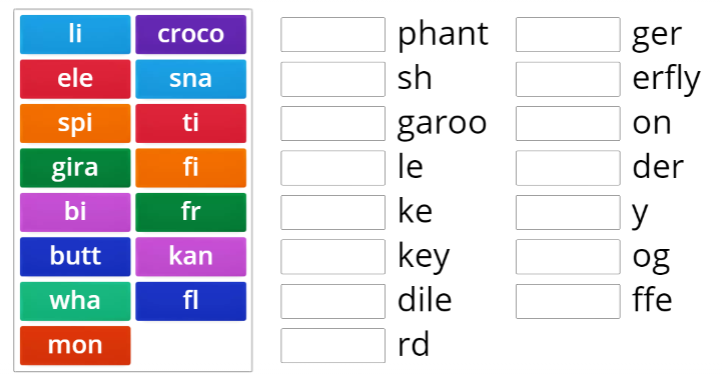 li croco
ele sna
spi ti
gira fi
bi fr
butt kan
wha fl
mon
phant ger
sh erfly
garoo on
le der
ke y
key og
dile ffe
rd